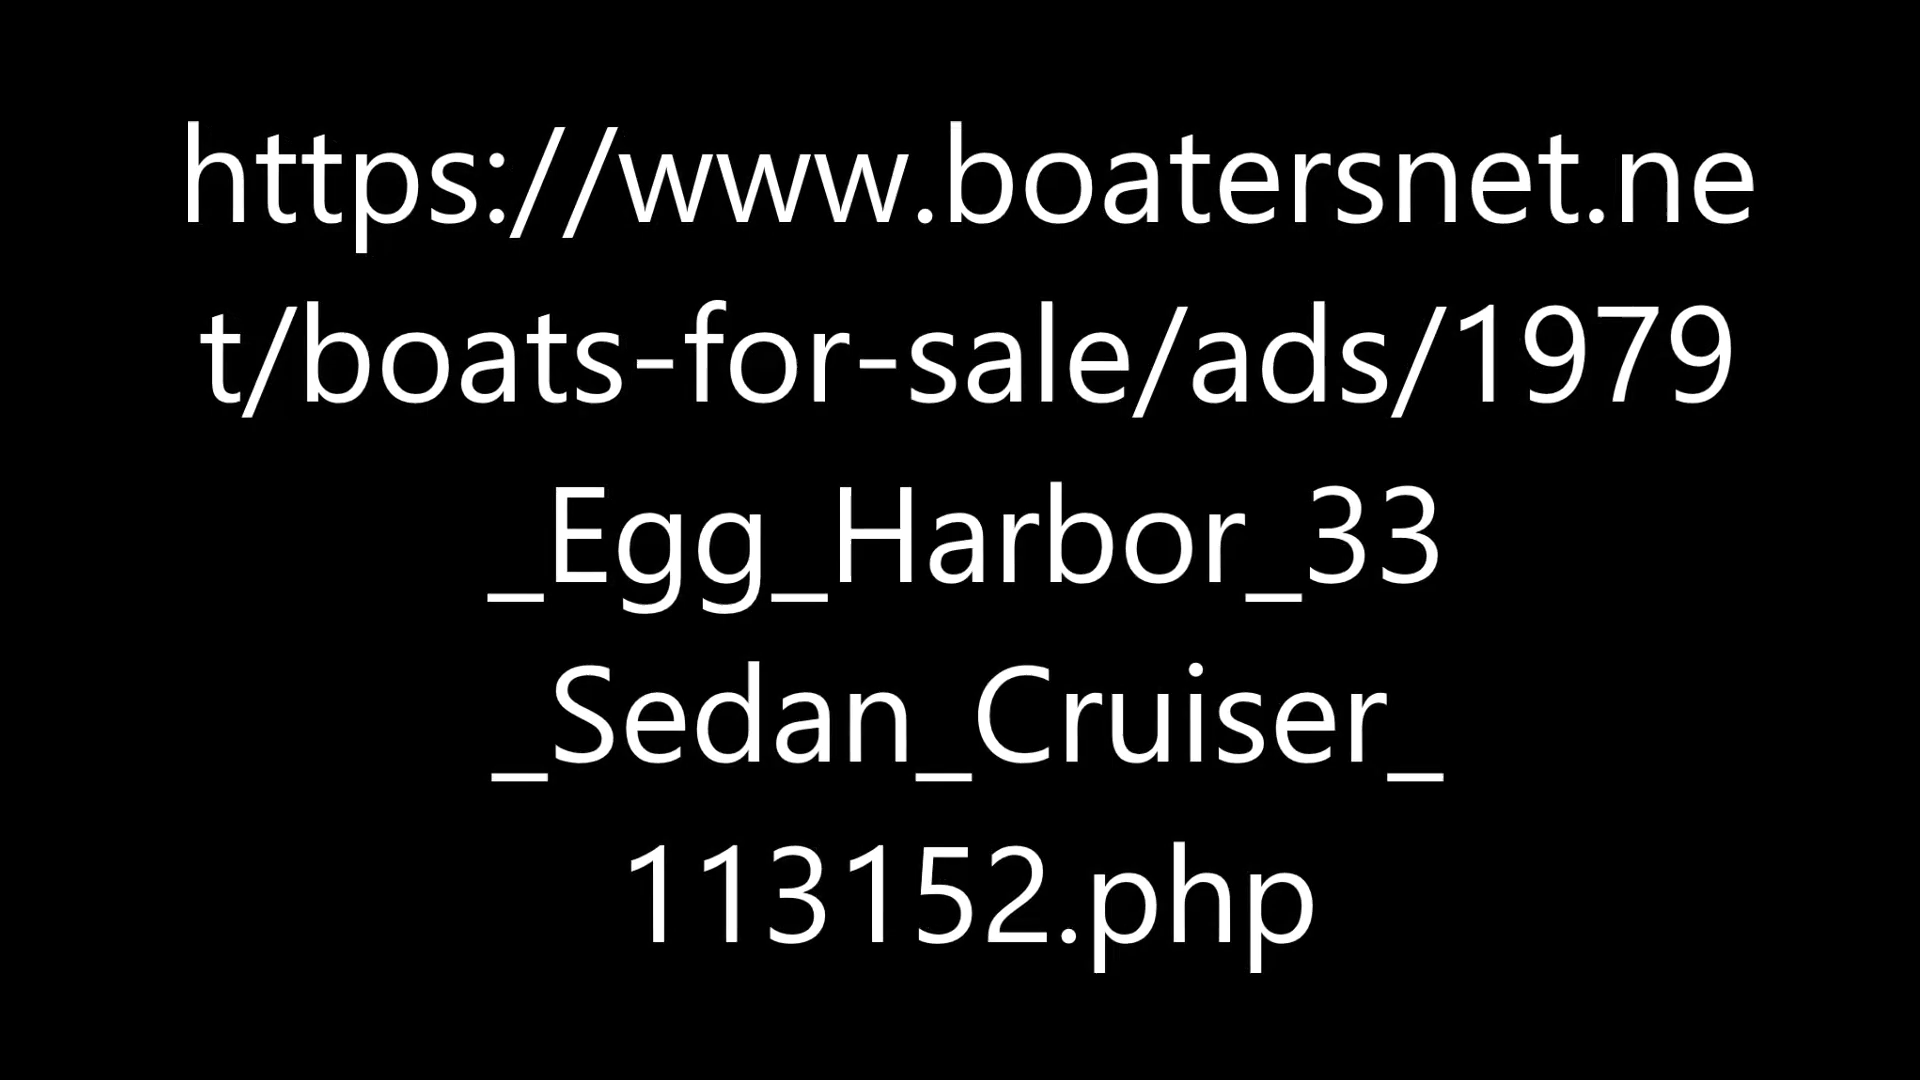 https://www.boatersnet.ne
t/boats-for-sale/ads/1979
_Egg_Harbor_33
_Sedan_Cruiser_
113152.php